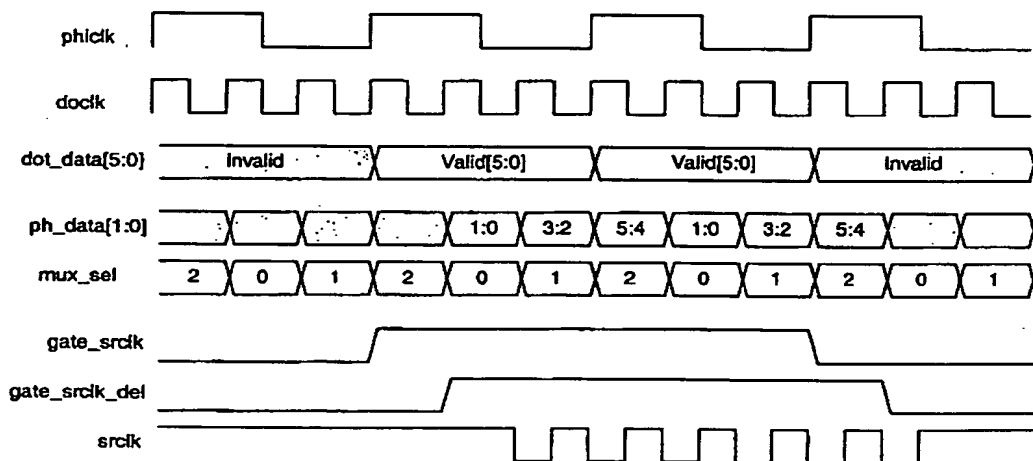 phiclk
doclk
dot_data[5:0] Invalid Valid[5:0] Valid[5:0] Invalid
ph_data[1:0] 1:0 3:2 5:4 1:0 3:2 5:4
mux_sel 2 0 1 2 0 1 2 0 1 2 0 1
gate_srclk
gate_srclk_del
srclk